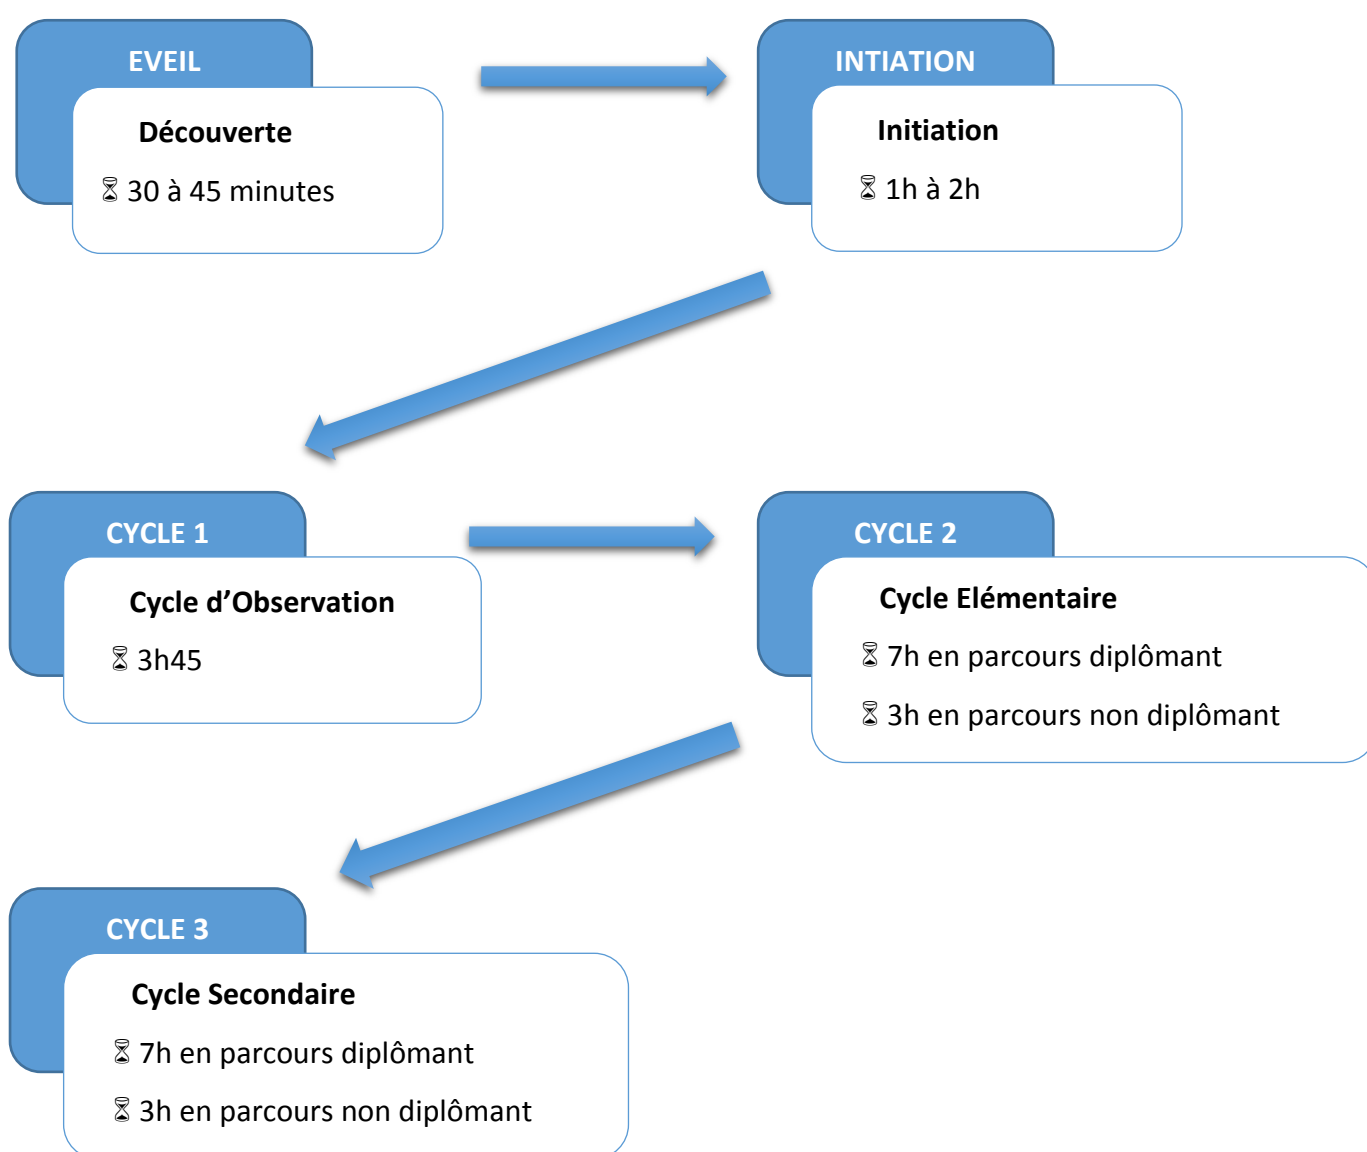 EVEIL
Découverte
⏳ 30 à 45 minutes
INTIATION
Initiation
⏳ 1h à 2h
CYCLE 1
Cycle d’Observation
⏳ 3h45
CYCLE 2
Cycle Elémentaire
⏳ 7h en parcours diplômant
⏳ 3h en parcours non diplômant
CYCLE 3
Cycle Secondaire
⏳ 7h en parcours diplômant
⏳ 3h en parcours non diplômant